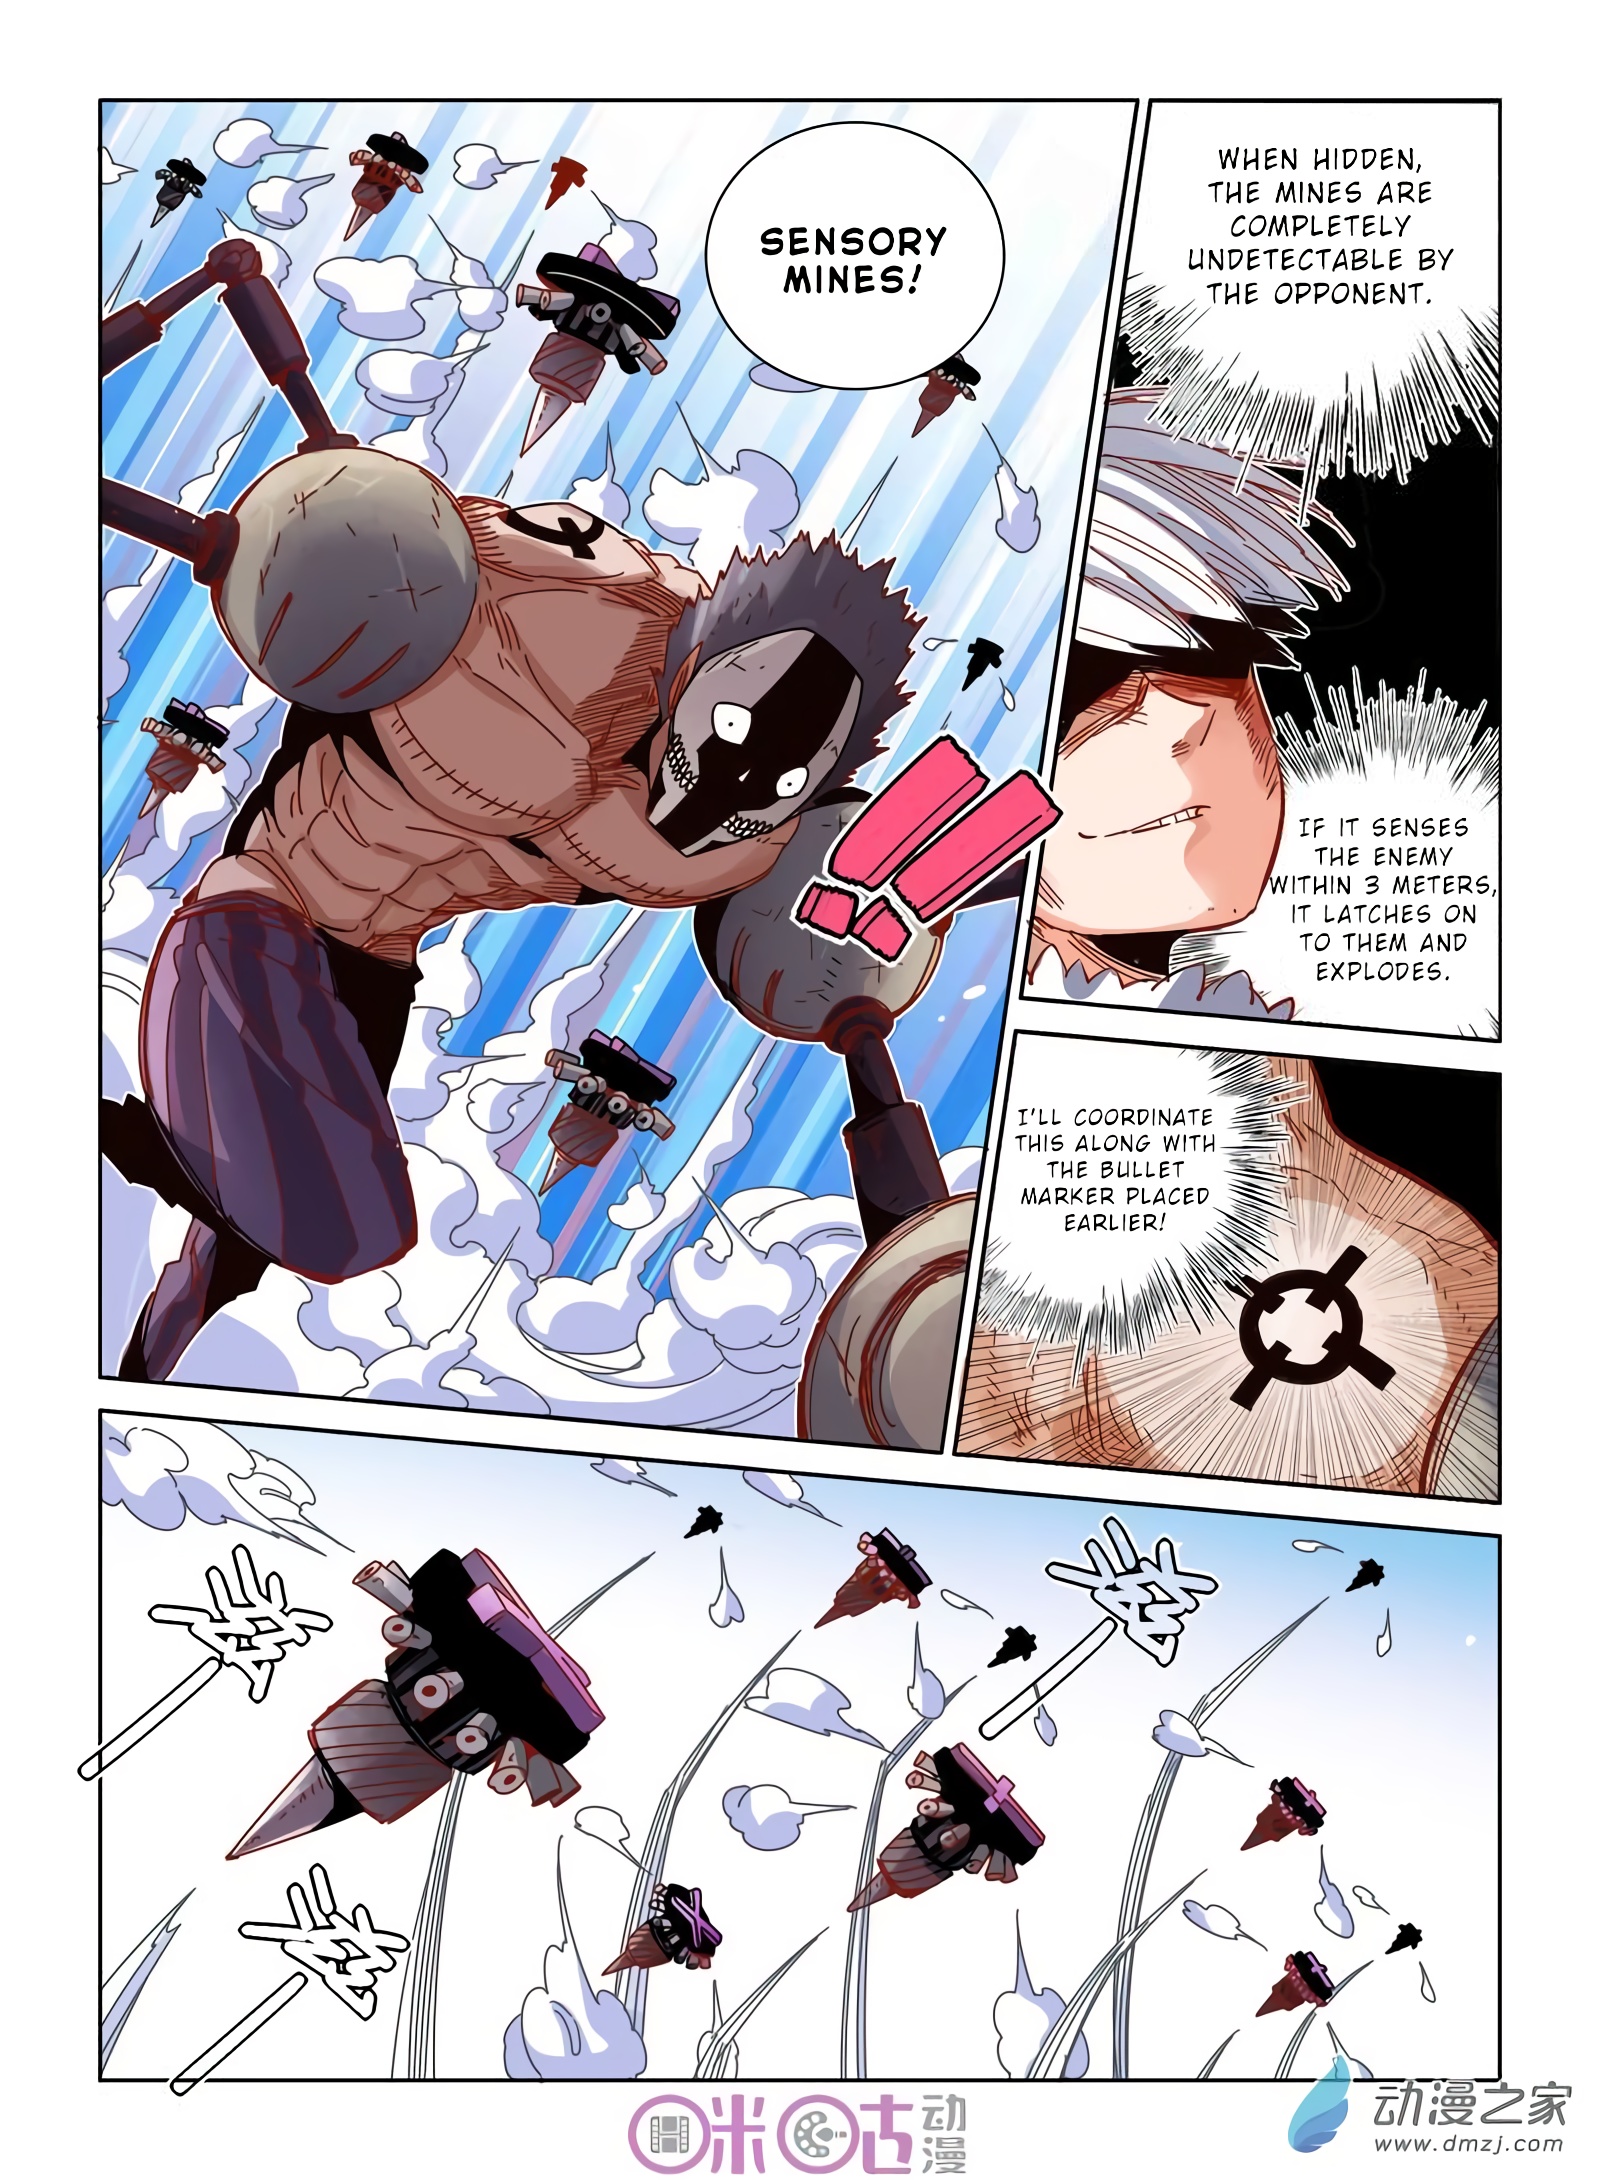 SENSORY
MINES!
WHEN HIDDEN,
THE MINES ARE
COMPLETELY
UNDETECTABLE BY
THE OPPONENT.
IF IT SENSES
THE ENEMY
WITHIN 3 METERS,
IT LATCHES ON
TO THEM AND
EXPLODES.
I'LL COORDINATE
THIS ALONG WITH
THE BULLET
MARKER PLACED
EARLIER!
!!
咪咕
动漫
动漫之家
www.dmzj.com